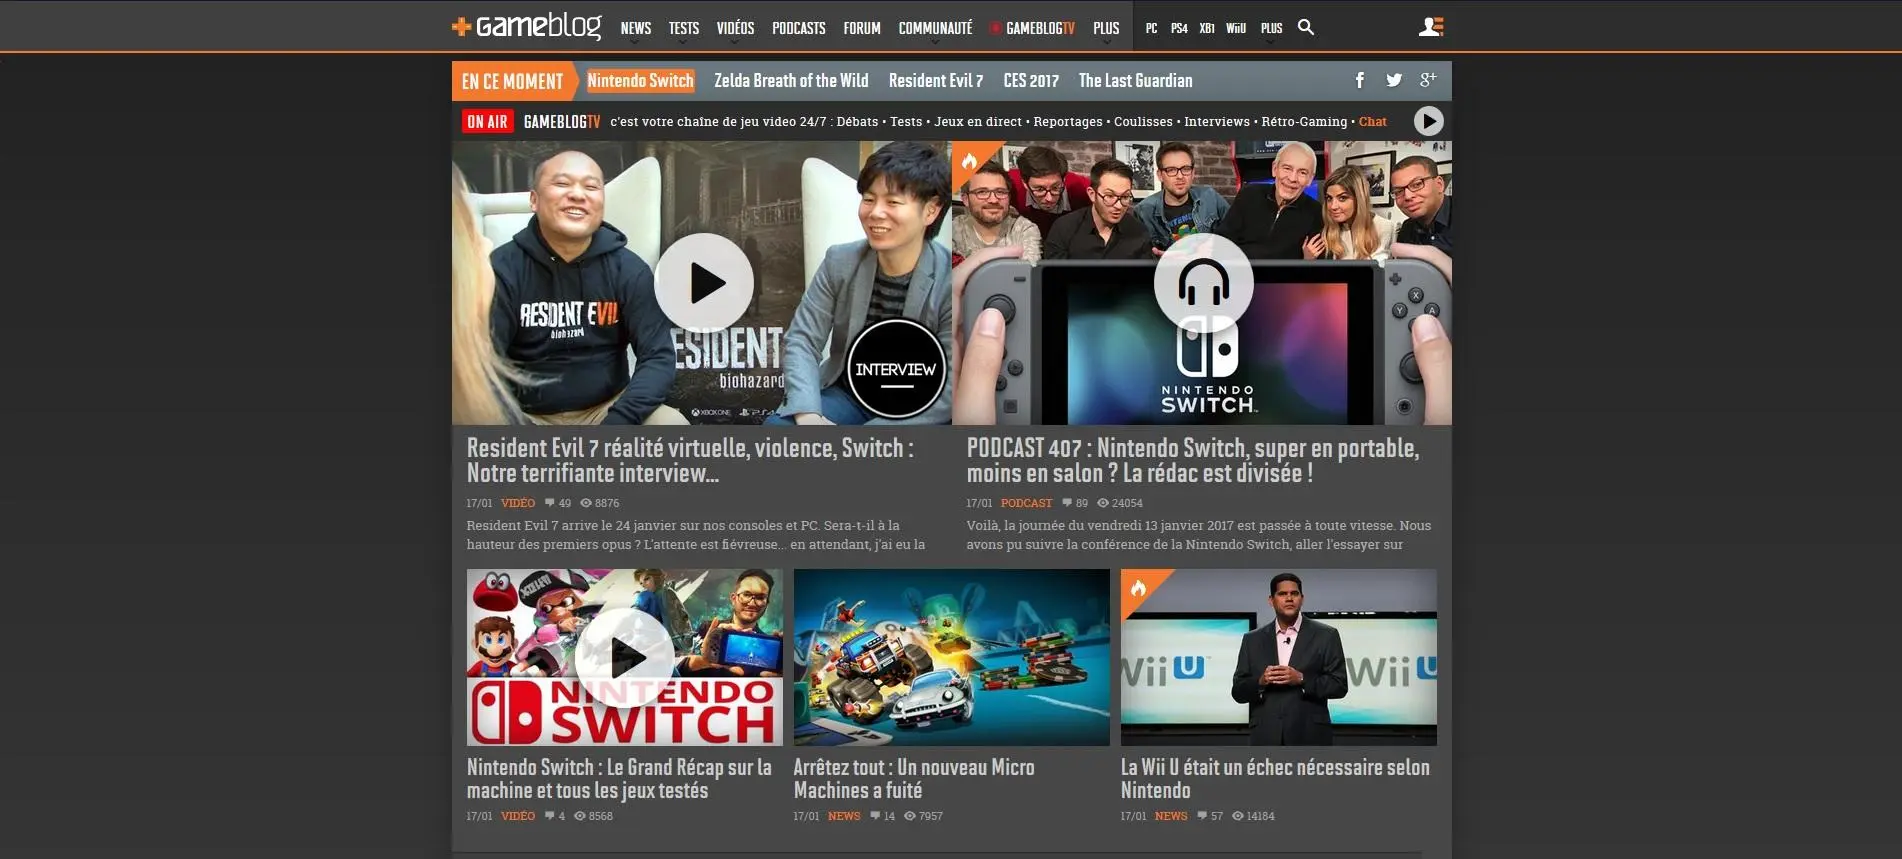 gameblog NEWS TESTS VIDÉOS PODCASTS FORUM COMMUNAUTÉ GAMEBLOGTV PLUS PC PS4 XB1 WiiU PLUS
EN CE MOMENT Nintendo Switch Zelda Breath of the Wild Resident Evil 7 CES 2017 The Last Guardian f g+
ON AIR GAMEBLOGTV c'est votre chaîne de jeu video 24/7 : Débats • Tests • Jeux en direct • Reportages • Coulisses • Interviews • Rétro-Gaming • Chat
RESIDENT EVIL
biohazard
ESIDENT
biohazard
XBOX ONE PS4
INTERVIEW
X
Y A
NINTENDO
SWITCH
Resident Evil 7 réalité virtuelle, violence, Switch :
Notre terrifiante interview...
17/01 VIDÉO 49 8876
Resident Evil 7 arrive le 24 janvier sur nos consoles et PC. Sera-t-il à la
hauteur des premiers opus ? L'attente est fiévreuse... en attendant, j'ai eu la
PODCAST 407 : Nintendo Switch, super en portable,
moins en salon ? La rédac est divisée !
17/01 PODCAST 89 24054
Voilà, la journée du vendredi 13 janvier 2017 est passée à toute vitesse. Nous
avons pu suivre la conférence de la Nintendo Switch, aller l'essayer sur
NINTENDO
SWITCH
Wii U
Wii U
Nintendo Switch : Le Grand Récap sur la
machine et tous les jeux testés
17/01 VIDÉO 4 8568
Arrêtez tout : Un nouveau Micro
Machines a fuité
17/01 NEWS 14 7957
La Wii U était un échec nécessaire selon
Nintendo
17/01 NEWS 57 14184